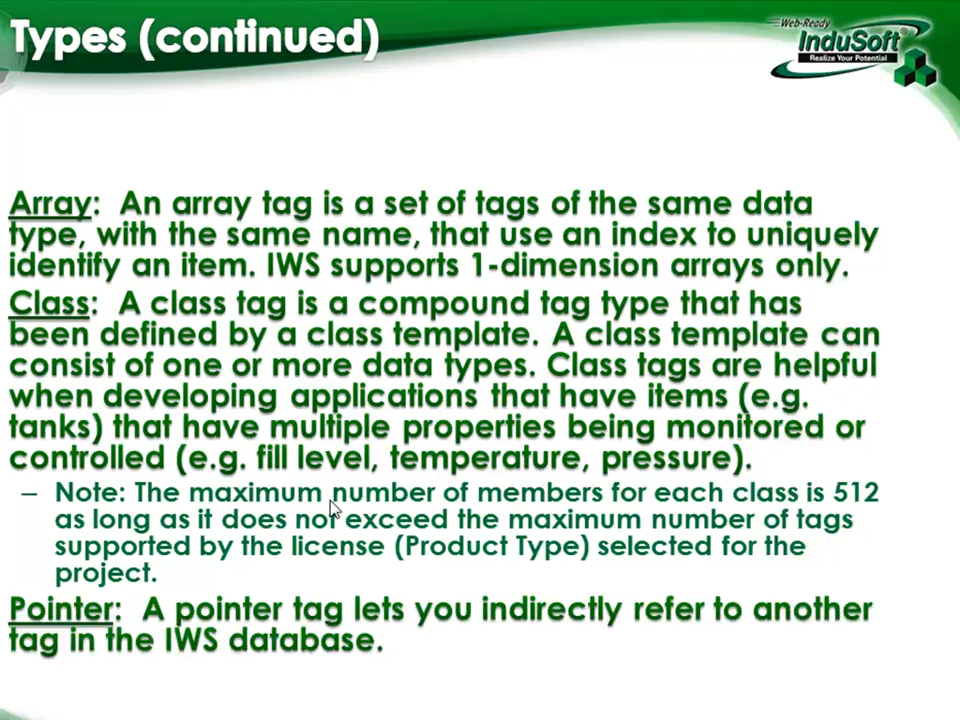 Types (continued)
Web-Ready
InduSoft®
Realize Your Potential
Array: An array tag is a set of tags of the same data
type, with the same name, that use an index to uniquely
identify an item. IWS supports 1-dimension arrays only.
Class: A class tag is a compound tag type that has
been defined by a class template. A class template can
consist of one or more data types. Class tags are helpful
when developing applications that have items (e.g.
tanks) that have multiple properties being monitored or
controlled (e.g. fill level, temperature, pressure).
– Note: The maximum number of members for each class is 512
as long as it does not exceed the maximum number of tags
supported by the license (Product Type) selected for the
project.
Pointer: A pointer tag lets you indirectly refer to another
tag in the IWS database.